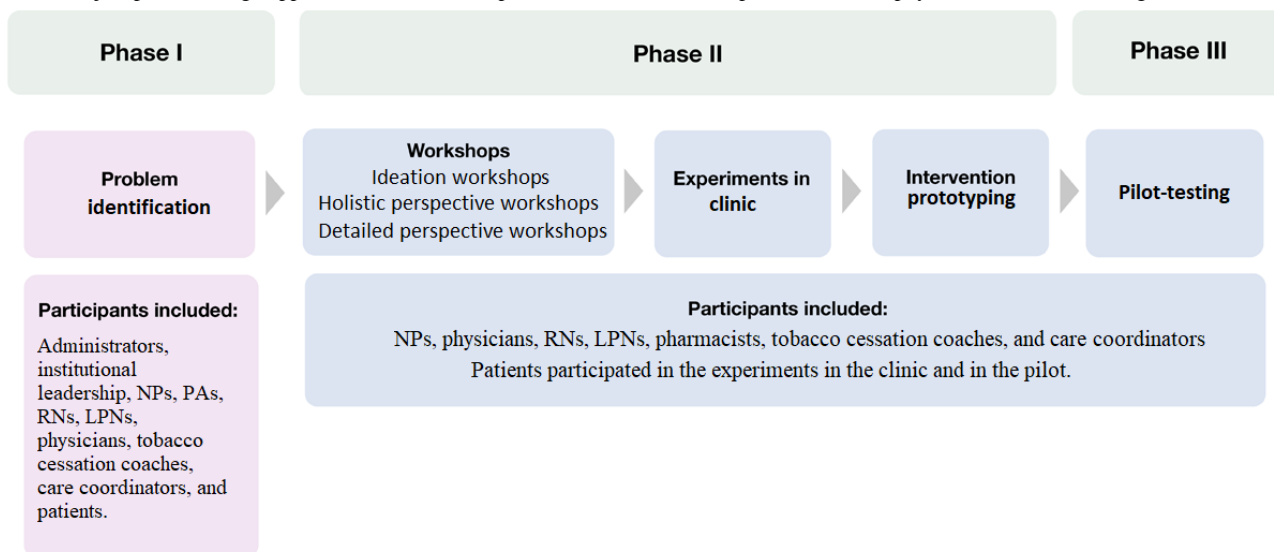 Phase I
Phase II
Phase III
Problem
identification
Workshops
Ideation workshops
Holistic perspective workshops
Detailed perspective workshops
Experiments in
clinic
Intervention
prototyping
Pilot-testing
Participants included:
Administrators,
institutional
leadership, NPs, PAs,
RNs, LPNs,
physicians, tobacco
cessation coaches,
care coordinators, and
patients.
Participants included:
NPs, physicians, RNs, LPNs, pharmacists, tobacco cessation coaches, and care coordinators
Patients participated in the experiments in the clinic and in the pilot.